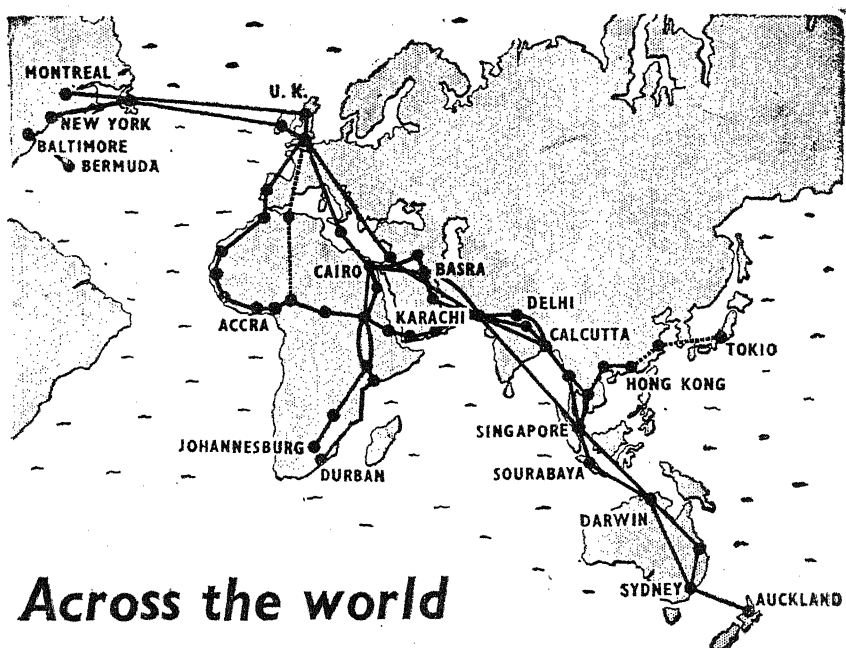 MONTREAL
U. K.
NEW YORK
BALTIMORE
BERMUDA
CAIRO
BASRA
DELHI
KARACHI
ACCRA
CALCUTTA
TOKIO
HONG KONG
SINGAPORE
JOHANNESBURG
SOURABAYA
DURBAN
DARWIN
SYDNEY
AUCKLAND
Across the world